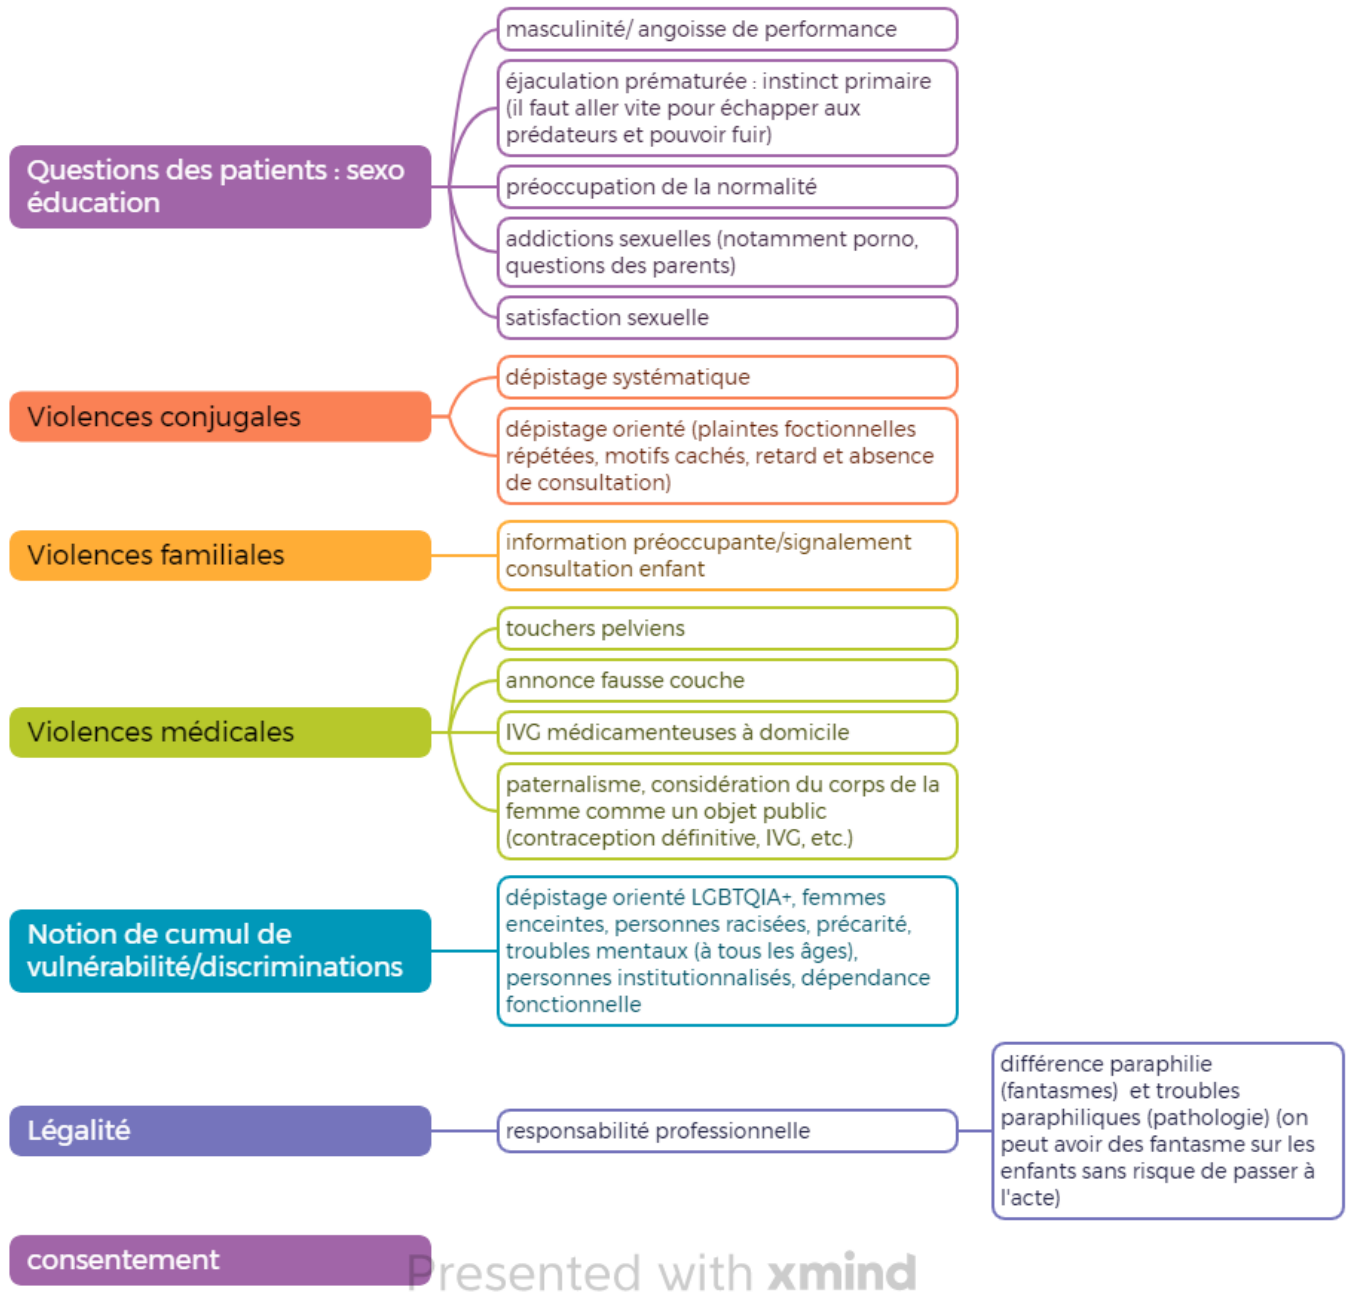 masculinité/ angoisse de performance
éjaculation prématurée : instinct primaire
(il faut aller vite pour échapper aux
prédateurs et pouvoir fuir)
Questions des patients : sexo
éducation
préoccupation de la normalité
addictions sexuelles (notamment porno,
questions des parents)
satisfaction sexuelle
dépistage systématique
Violences conjugales
dépistage orienté (plaintes foctionnelles
répétées, motifs cachés, retard et absence
de consultation)
Violences familiales
information préoccupante/signalement
consultation enfant
touchers pelviens
annonce fausse couche
Violences médicales
IVG médicamenteuses à domicile
paternalisme, considération du corps de la
femme comme un objet public
(contraception définitive, IVG, etc.)
Notion de cumul de
vulnérabilité/discriminations
dépistage orienté LGBTQIA+, femmes
enceintes, personnes racisées, précarité,
troubles mentaux (à tous les âges),
personnes institutionnalisés, dépendance
fonctionnelle
Légalité
responsabilité professionnelle
différence paraphilie
(fantasmes)  et troubles
paraphiliques (pathologie) (on
peut avoir des fantasme sur les
enfants sans risque de passer à
l'acte)
consentement
Presented with xmind